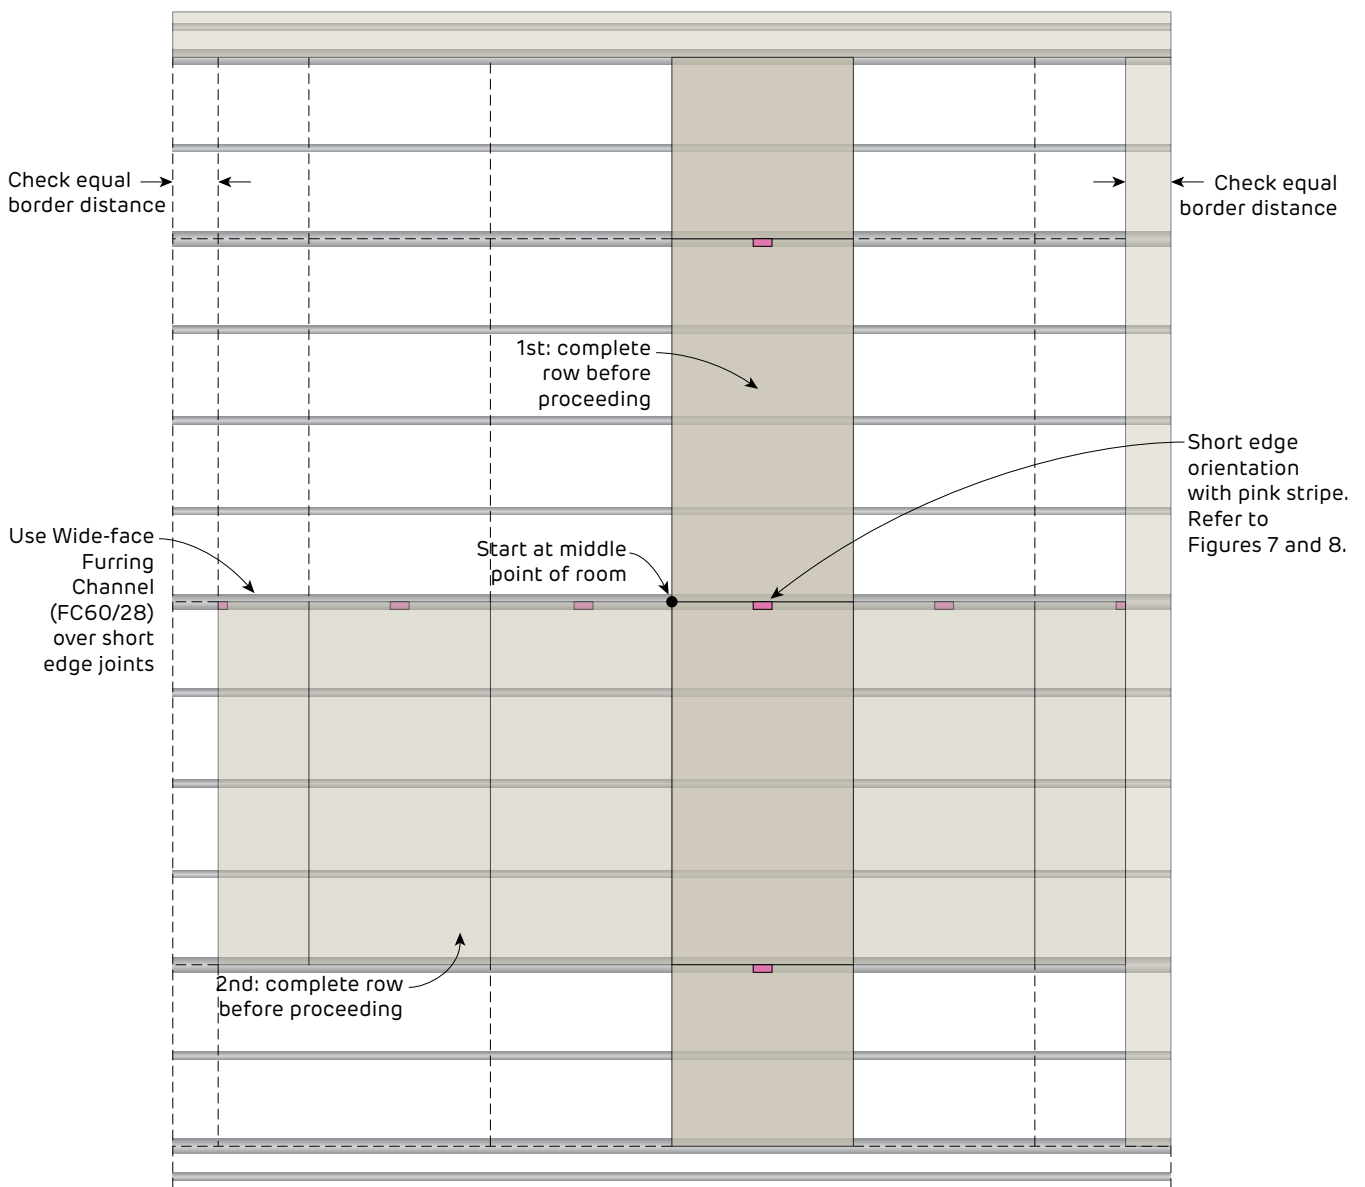 Check equal
border distance
Check equal
border distance
1st: complete
row before
proceeding
Short edge
orientation
with pink stripe.
Refer to
Figures 7 and 8.
Use Wide-face
Furring
Channel
(FC60/28)
over short
edge joints
Start at middle
point of room
2nd: complete row
before proceeding